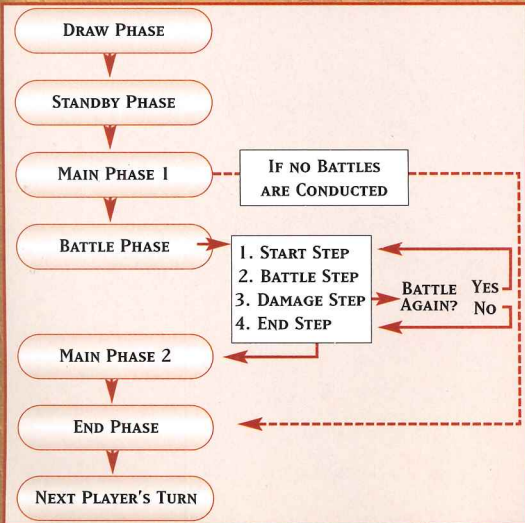 DRAW PHASE
STANDBY PHASE
MAIN PHASE 1
IF NO BATTLES
ARE CONDUCTED
BATTLE PHASE
1. START STEP
2. BATTLE STEP
3. DAMAGE STEP
4. END STEP
BATTLE
AGAIN?
YES
NO
MAIN PHASE 2
END PHASE
NEXT PLAYER'S TURN